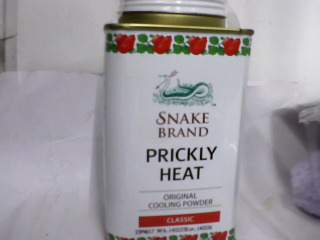 SNAKE
BRAND
PRICKLY
HEAT
ORIGINAL
COOLING POWDER
CLASSIC